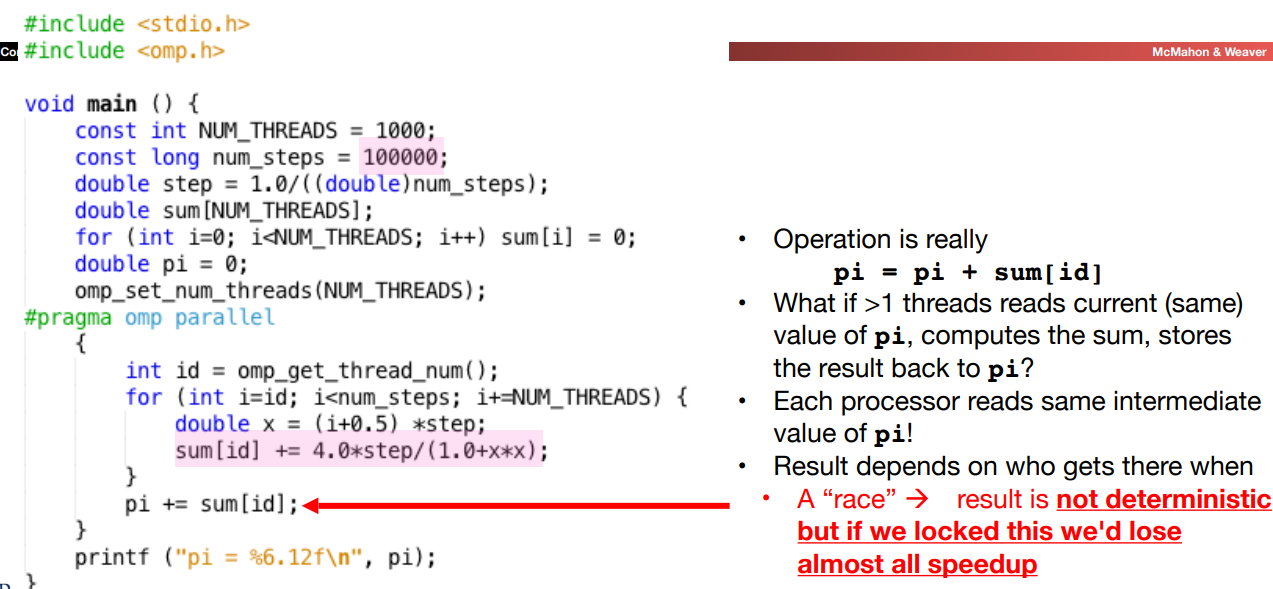 #include <stdio.h>
Co
#include <omp.h>
McMahon & Weaver
void main () {
    const int NUM_THREADS = 1000;
    const long num_steps = 100000;
    double step = 1.0/((double)num_steps);
    double sum[NUM_THREADS];
    for (int i=0; i<NUM_THREADS; i++) sum[i] = 0;
    double pi = 0;
    omp_set_num_threads(NUM_THREADS);
#pragma omp parallel
    {
        int id = omp_get_thread_num();
        for (int i=id; i<num_steps; i+=NUM_THREADS) {
            double x = (i+0.5) *step;
            sum[id] += 4.0*step/(1.0+x*x);
        }
        pi += sum[id];
    }
    printf ("pi = %6.12f\n", pi);
}
• Operation is really
pi = pi + sum[id]
• What if >1 threads reads current (same)
value of pi, computes the sum, stores
the result back to pi?
• Each processor reads same intermediate
value of pi!
• Result depends on who gets there when
• A “race” → result is not deterministic
but if we locked this we'd lose
almost all speedup